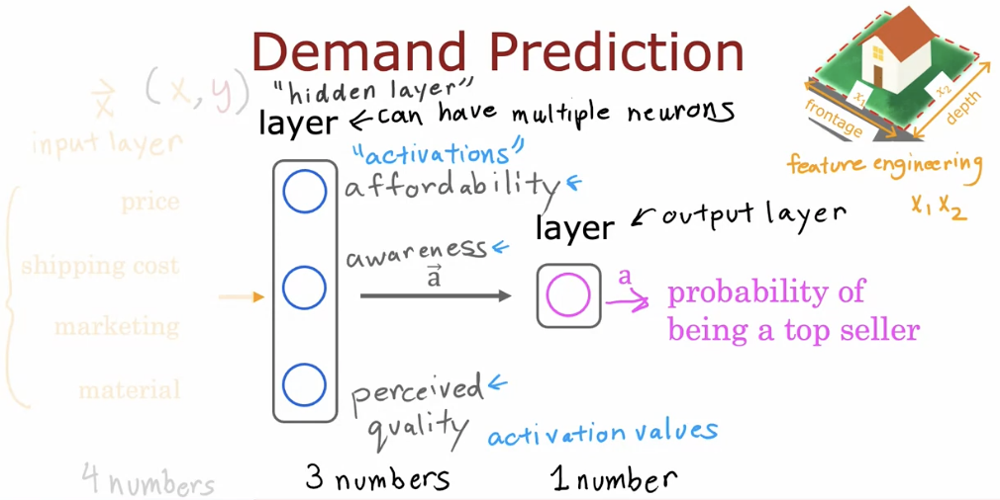 Demand Prediction
x⃗ (x, y)
input layer
price
shipping cost
marketing
material
4 numbers
"hidden layer"
layer ← can have multiple neurons
"activations"
affordability ←
awareness ←
a⃗
perceived ←
quality
activation values
3 numbers
layer ← output layer
a
probability of
being a top seller
1 number
x₁
x₂
frontage
depth
feature engineering
x₁ x₂